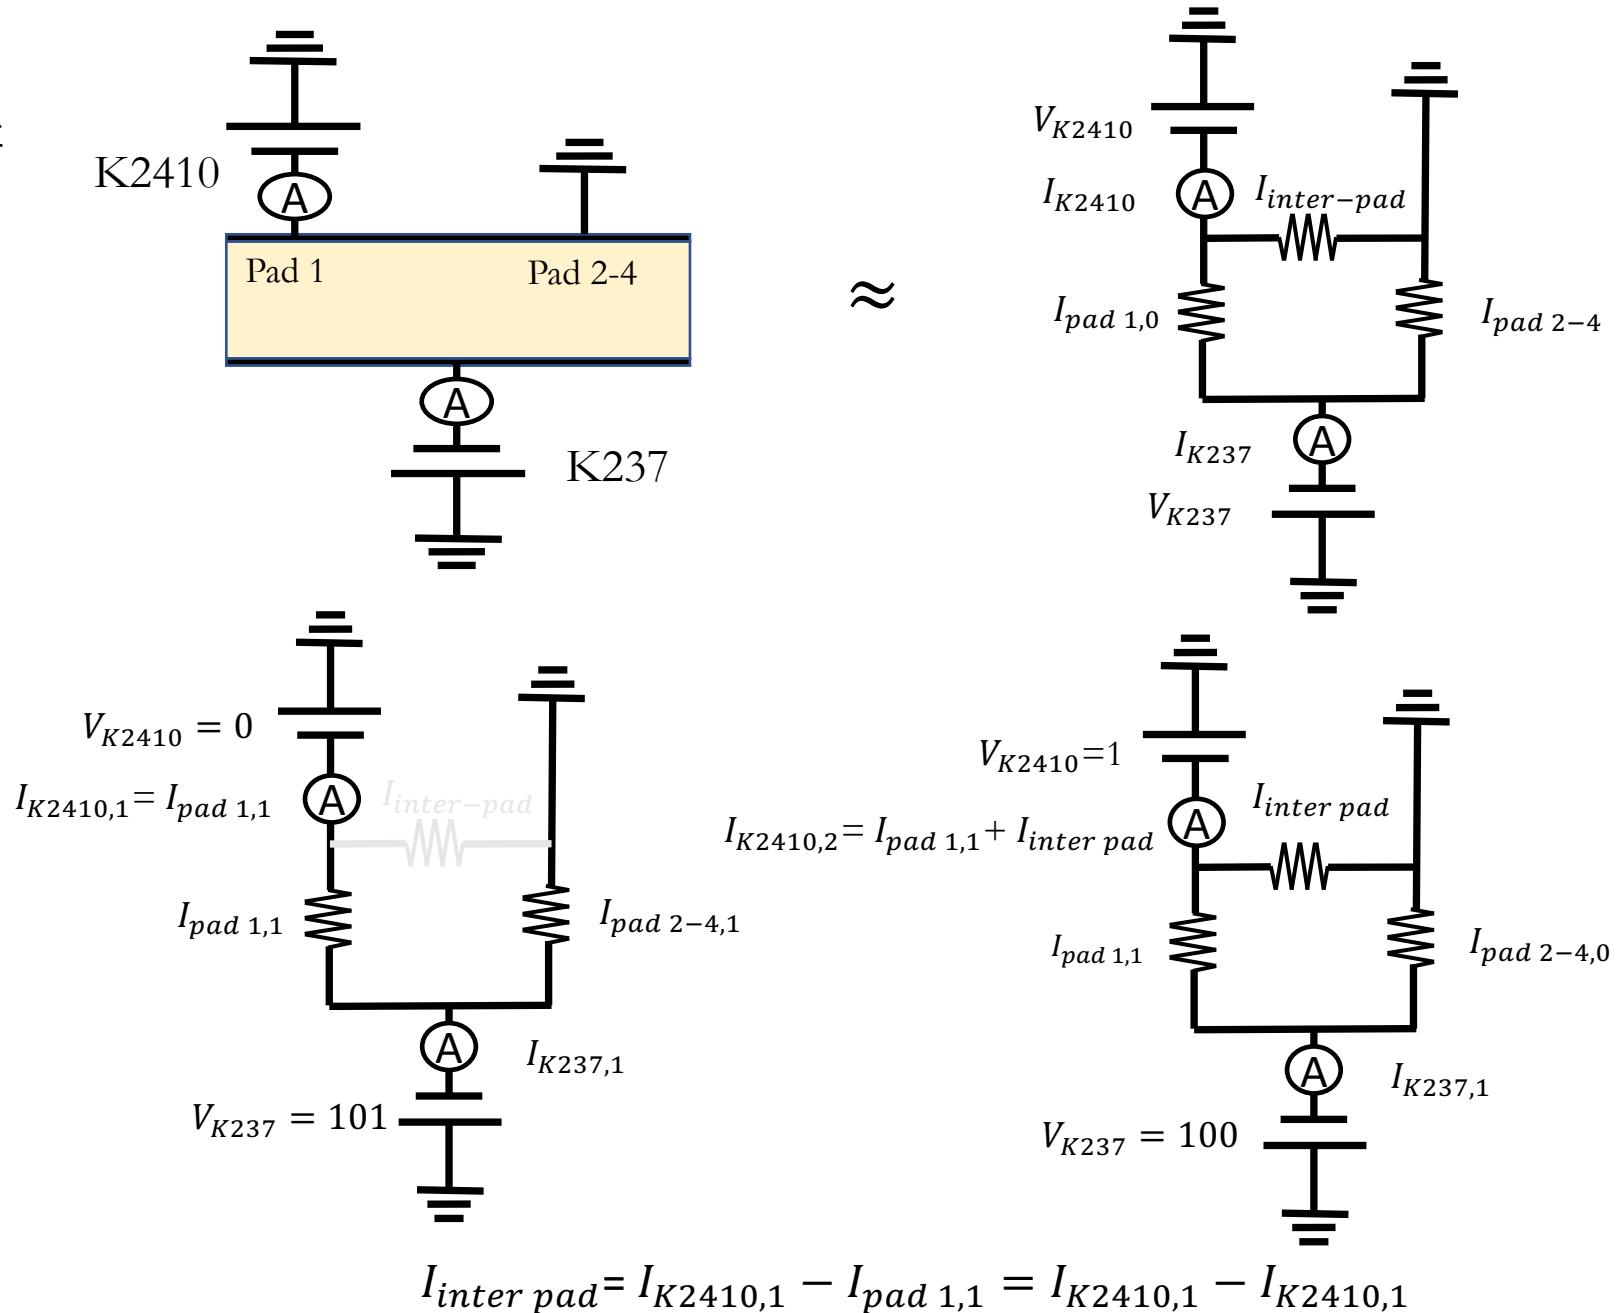 K2410
A
Pad 1
Pad 2-4
A
K237
≈
V_{K2410}
I_{K2410}
A
I_{inter−pad}
I_{pad 1,0}
I_{pad 2−4}
I_{K237}
A
V_{K237}
V_{K2410} = 0
I_{K2410,1}= I_{pad 1,1}
A
I_{inter−pad}
I_{pad 1,1}
I_{pad 2−4,1}
A
I_{K237,1}
V_{K237} = 101
V_{K2410}=1
I_{K2410,2}= I_{pad 1,1}+ I_{inter pad}
A
I_{inter pad}
I_{pad 1,1}
I_{pad 2−4,0}
A
I_{K237,1}
V_{K237} = 100
I_{inter pad}= I_{K2410,1} − I_{pad 1,1} = I_{K2410,1} − I_{K2410,1}